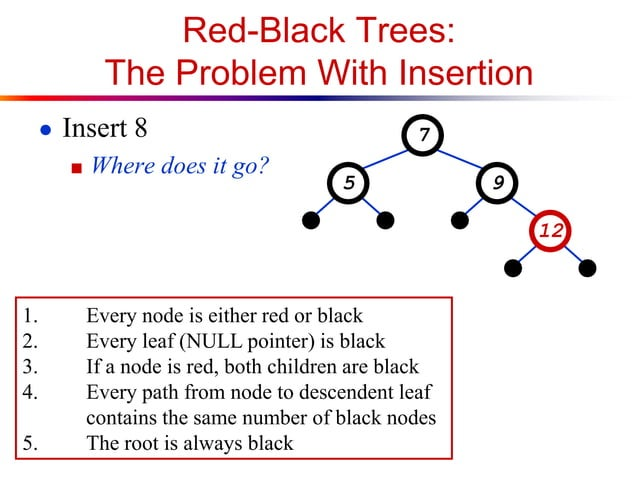 Red-Black Trees:
The Problem With Insertion
● Insert 8
■ Where does it go?
7
5
9
12
1. Every node is either red or black
2. Every leaf (NULL pointer) is black
3. If a node is red, both children are black
4. Every path from node to descendent leaf
contains the same number of black nodes
5. The root is always black